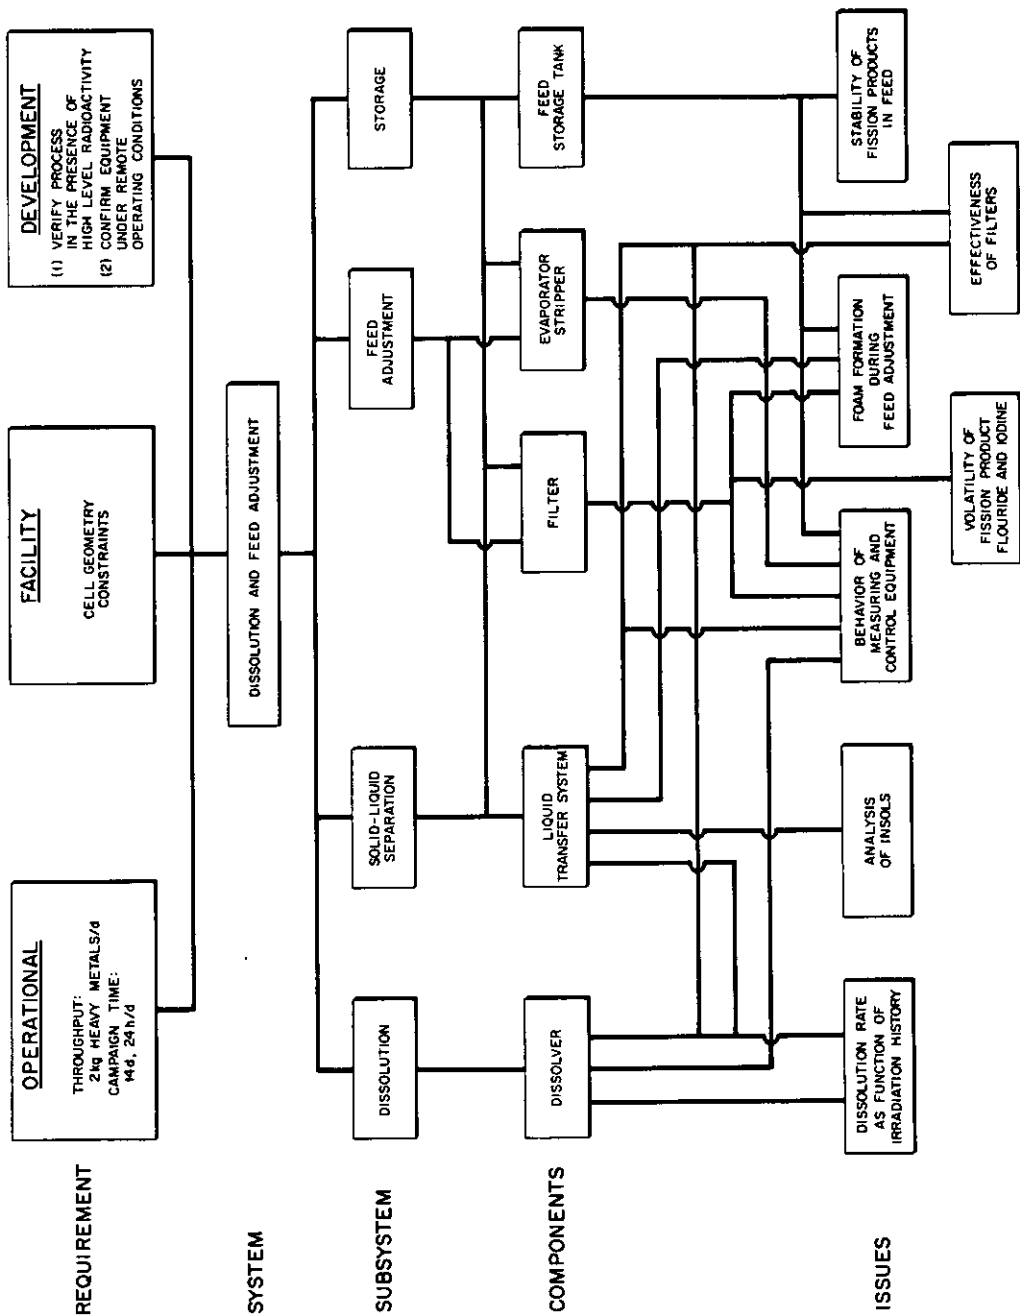 REQUIREMENT
OPERATIONAL
THROUGHPUT:
2 kg HEAVY METALS/d
CAMPAIGN TIME:
14d, 24h/d
FACILITY
CELL GEOMETRY
CONSTRAINTS
DEVELOPMENT
(1) VERIFY PROCESS
IN THE PRESENCE OF
HIGH LEVEL RADIOACTIVITY
(2) CONFIRM EQUIPMENT
UNDER REMOTE
OPERATING CONDITIONS
SYSTEM
DISSOLUTION AND FEED ADJUSTMENT
SUBSYSTEM
DISSOLUTION
SOLID-LIQUID
SEPARATION
FEED
ADJUSTMENT
STORAGE
COMPONENTS
DISSOLVER
LIQUID
TRANSFER SYSTEM
FILTER
EVAPORATOR
STRIPPER
FEED
STORAGE TANK
ISSUES
DISSOLUTION RATE
AS FUNCTION OF
IRRADIATION HISTORY
ANALYSIS
OF INSOLS
BEHAVIOR OF
MEASURING AND
CONTROL EQUIPMENT
FOAM FORMATION
DURING
FEED ADJUSTMENT
STABILITY OF
FISSION PRODUCTS
IN FEED
VOLATILITY OF
FISSION PRODUCT
FLOURIDE AND IODINE
EFFECTIVENESS
OF FILTERS